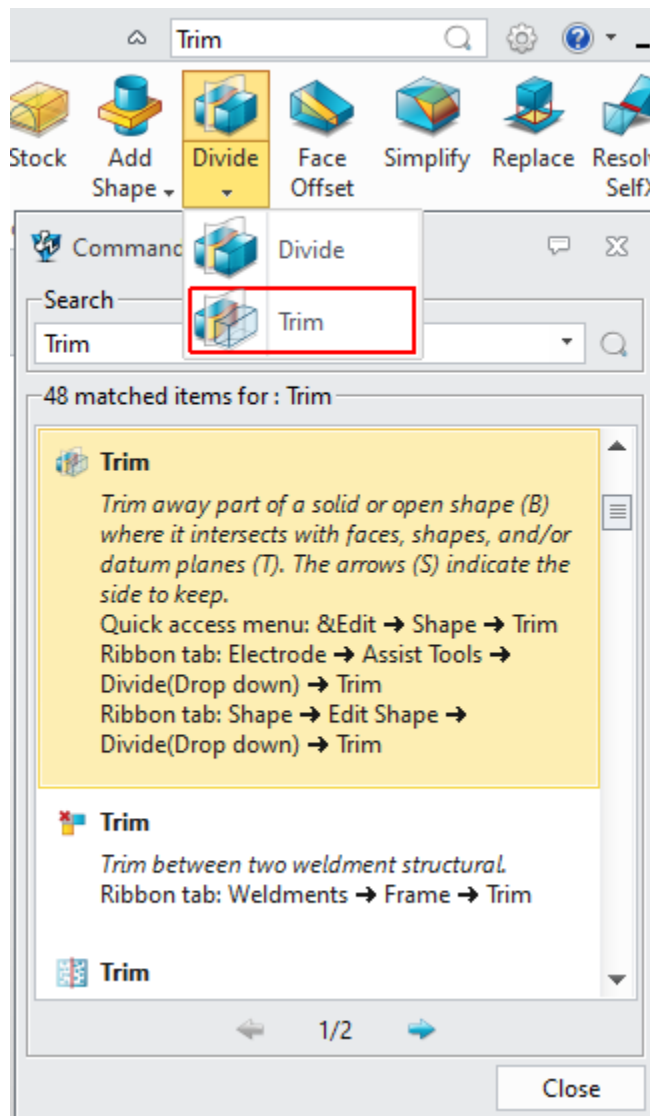 Trim
Stock
Add Shape
Divide
Face Offset
Simplify
Replace
Divide
Trim
Search
Trim
48 matched items for : Trim
Trim
Trim away part of a solid or open shape (B)
where it intersects with faces, shapes, and/or
datum planes (T). The arrows (S) indicate the
side to keep.
Quick access menu: &Edit → Shape → Trim
Ribbon tab: Electrode → Assist Tools →
Divide(Drop down) → Trim
Ribbon tab: Shape → Edit Shape →
Divide(Drop down) → Trim
Trim
Trim between two weldment structural.
Ribbon tab: Weldments → Frame → Trim
Trim
1/2
Close